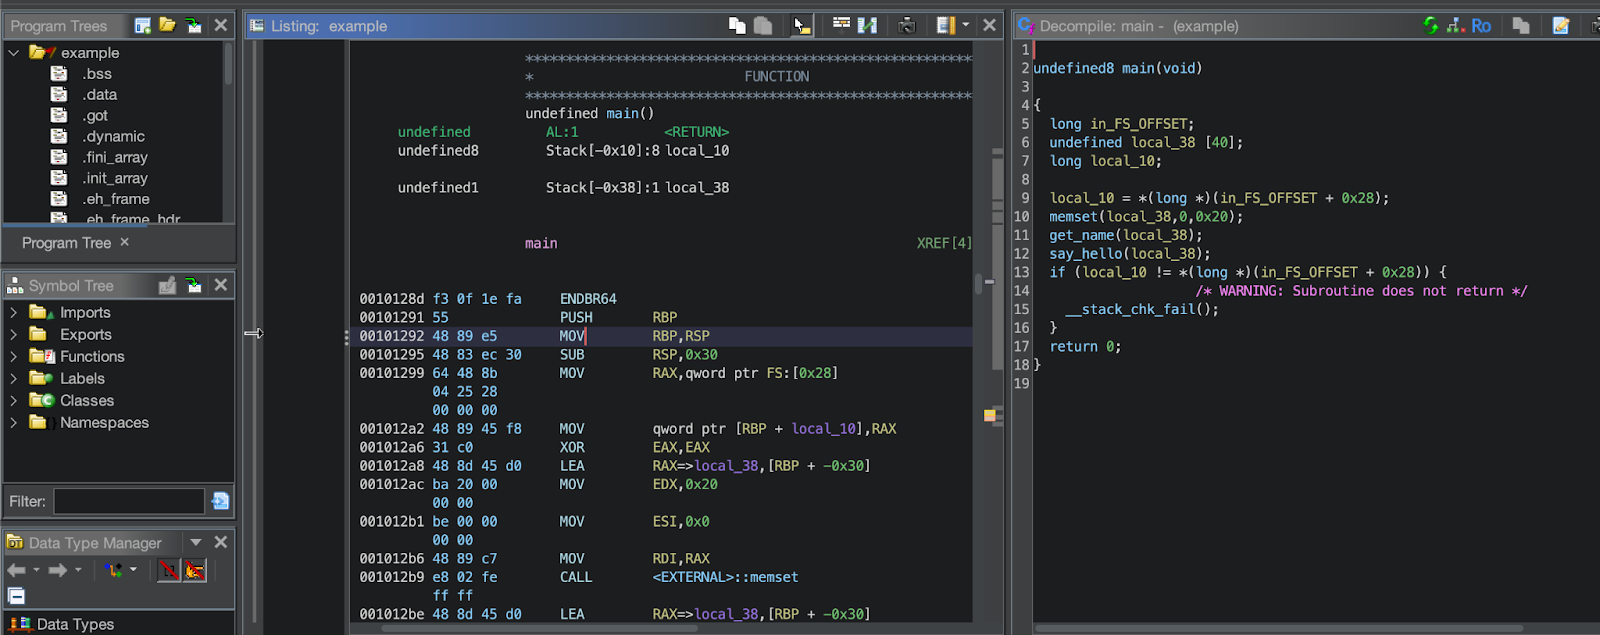 Program Trees
example
.bss
.data
.got
.dynamic
.fini_array
.init_array
.eh_frame
.eh_frame_hdr
Program Tree ×
Symbol Tree
Imports
Exports
Functions
Labels
Classes
Namespaces
Filter:
Data Type Manager
Data Types
Listing: example
* FUNCTION
undefined main()
undefined AL:1 <RETURN>
undefined8 Stack[-0x10]:8 local_10
undefined1 Stack[-0x38]:1 local_38
main XREF[4]
0010128d f3 0f 1e fa ENDBR64
00101291 55 PUSH RBP
00101292 48 89 e5 MOV RBP,RSP
00101295 48 83 ec 30 SUB RSP,0x30
00101299 64 48 8b MOV RAX,qword ptr FS:[0x28]
04 25 28
00 00 00
001012a2 48 89 45 f8 MOV qword ptr [RBP + local_10],RAX
001012a6 31 c0 XOR EAX,EAX
001012a8 48 8d 45 d0 LEA RAX=>local_38,[RBP + -0x30]
001012ac ba 20 00 MOV EDX,0x20
00 00
001012b1 be 00 00 MOV ESI,0x0
00 00
001012b6 48 89 c7 MOV RDI,RAX
001012b9 e8 02 fe CALL <EXTERNAL>::memset
ff ff
001012be 48 8d 45 d0 LEA RAX=>local_38,[RBP + -0x30]
Decompile: main - (example)
Ro
1
2 undefined8 main(void)
3
4 {
5 long in_FS_OFFSET;
6 undefined local_38 [40];
7 long local_10;
8
9 local_10 = *(long *)(in_FS_OFFSET + 0x28);
10 memset(local_38,0,0x20);
11 get_name(local_38);
12 say_hello(local_38);
13 if (local_10 != *(long *)(in_FS_OFFSET + 0x28)) {
14 /* WARNING: Subroutine does not return */
15 __stack_chk_fail();
16 }
17 return 0;
18 }
19